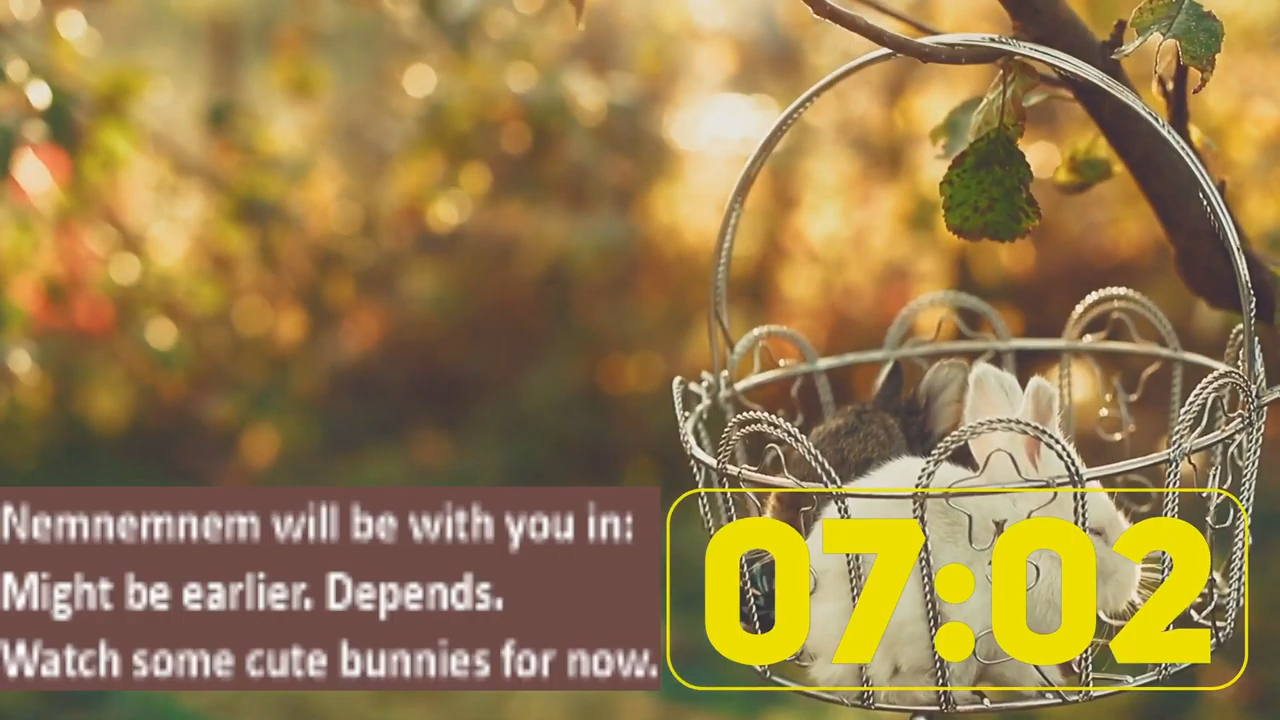 Nemnemnem will be with you in:
Might be earlier. Depends.
Watch some cute bunnies for now.
07:02